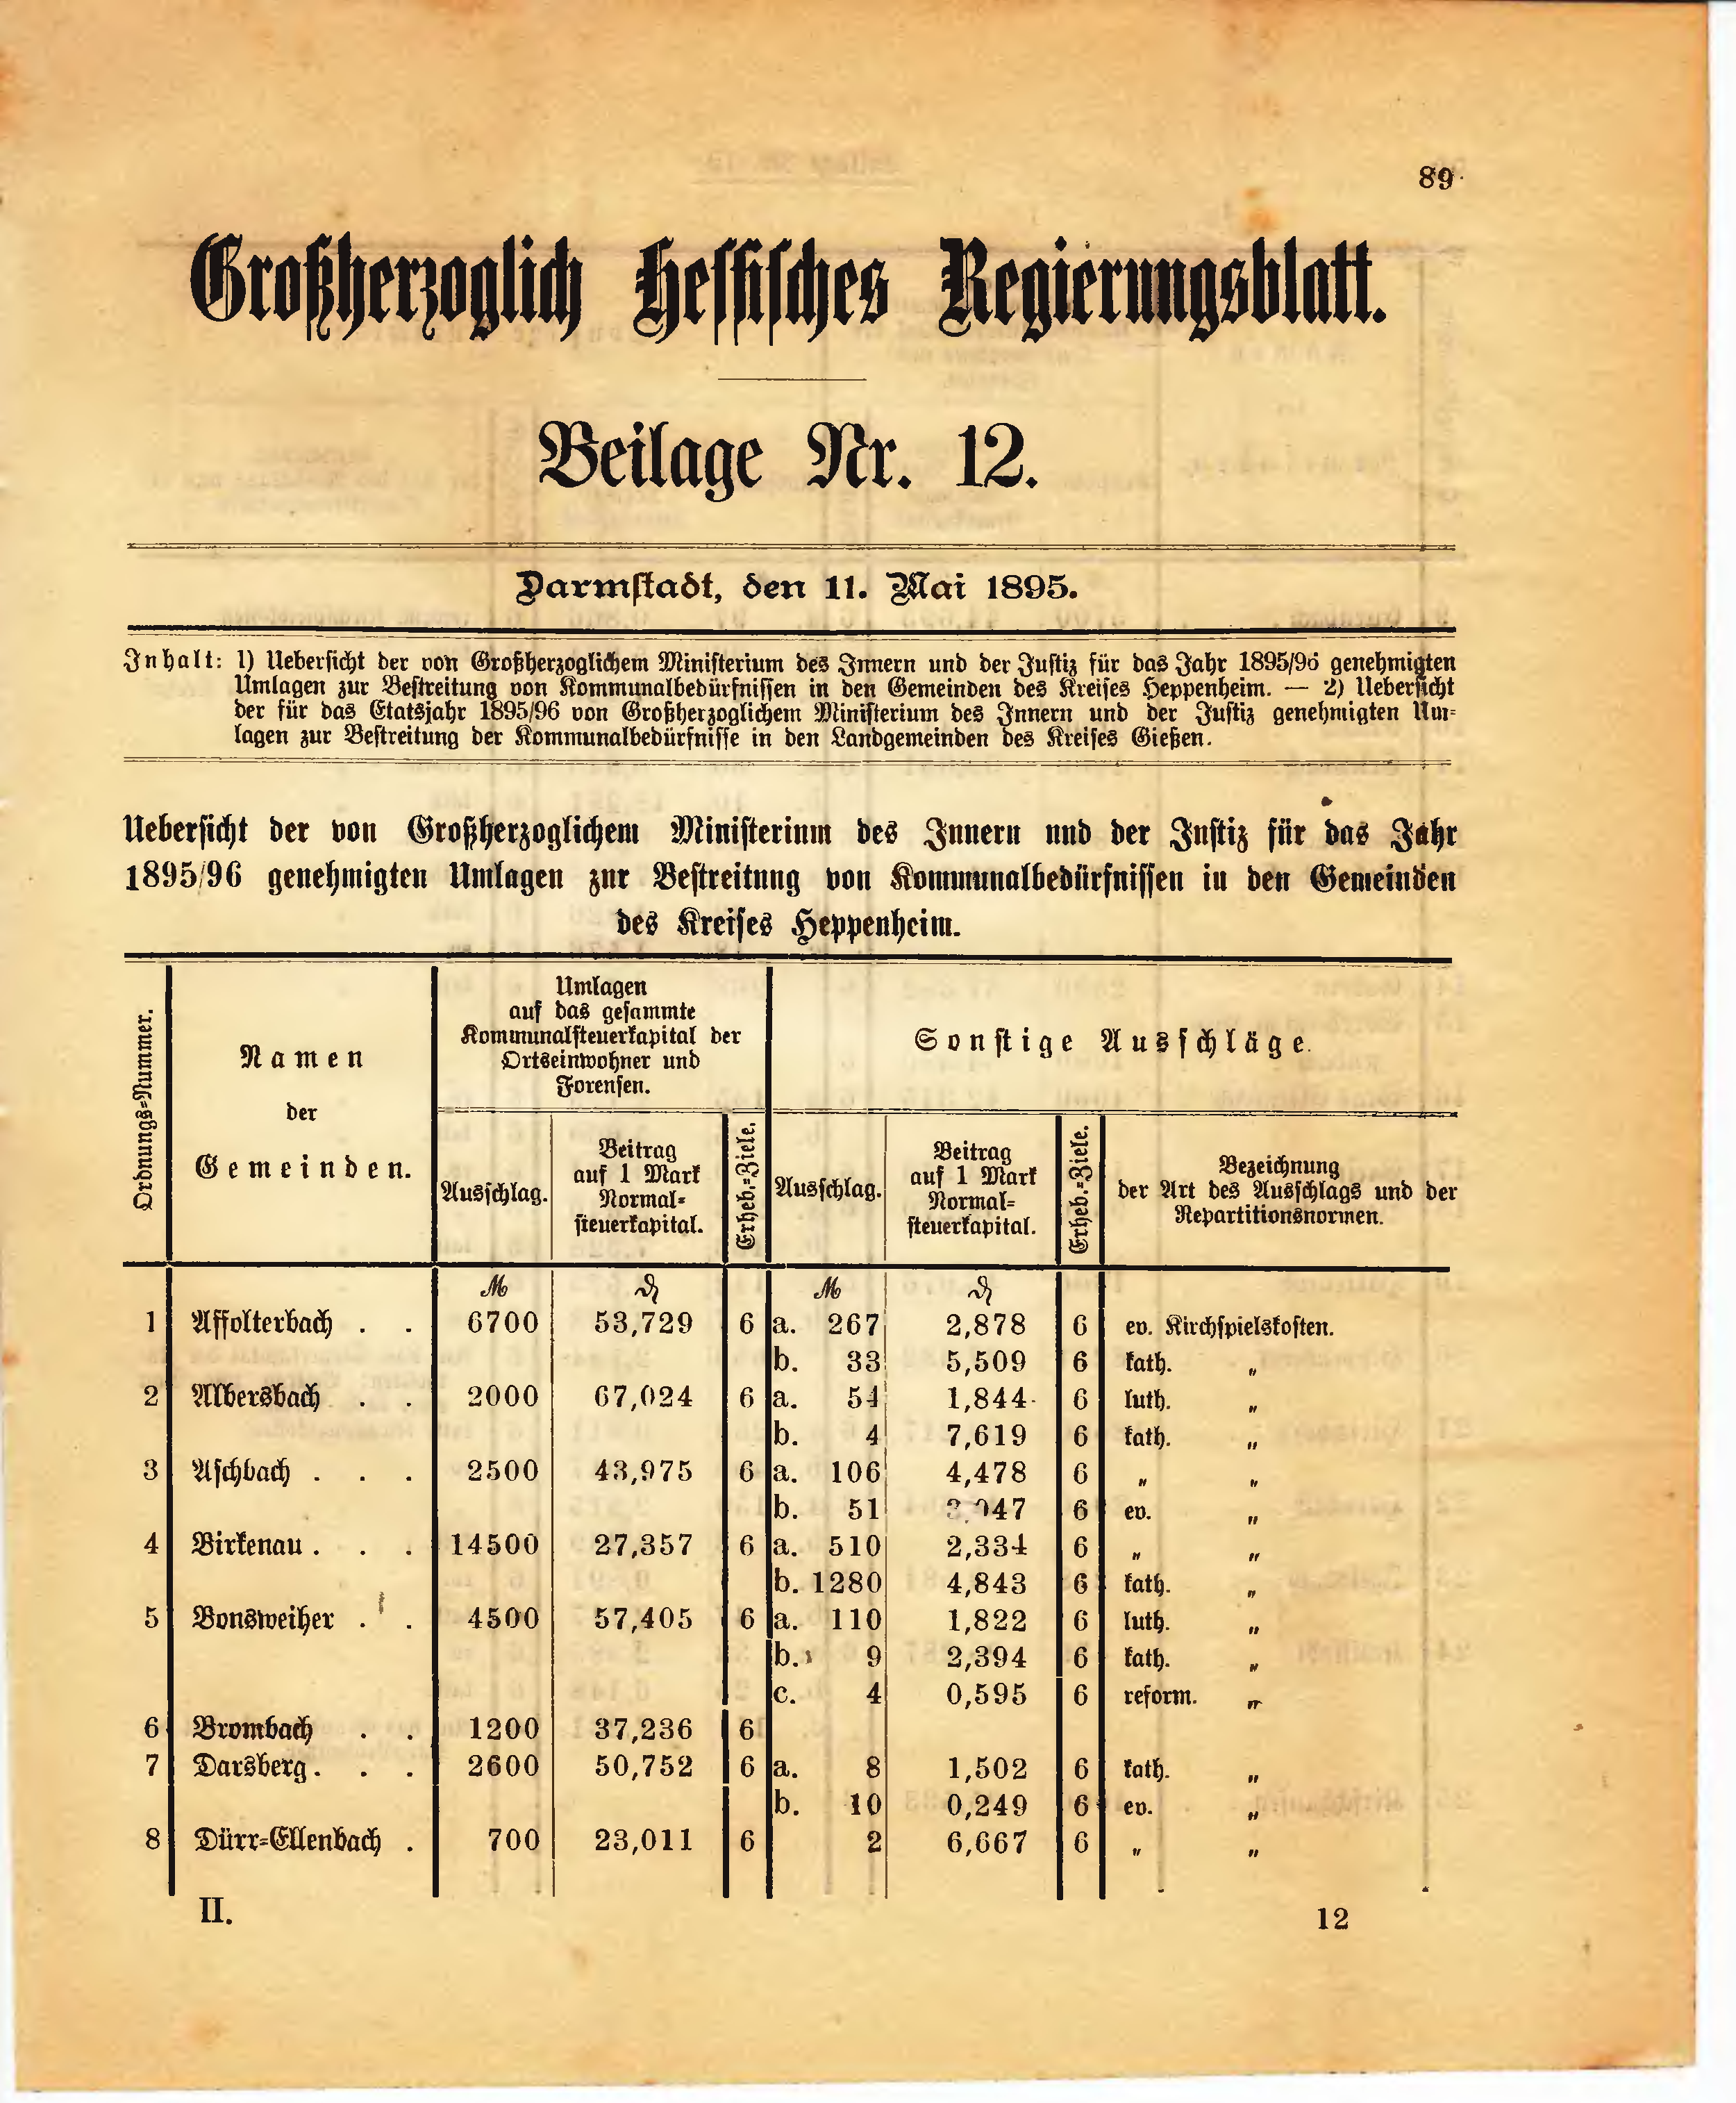 89
Großherzoglich Hessisches Regierungsblatt.
Beilage Nr. 12.
Darmstadt, den 11. Mai 1895.
Inhalt: 1) Uebersicht der von Großherzoglichem Ministerium des Innern und der Justiz für das Jahr 1895/96 genehmigten
Umlagen zur Bestreitung von Kommunalbedürfnissen in den Gemeinden des Kreises Heppenheim. — 2) Uebersicht
der für das Etatsjahr 1895/96 von Großherzoglichem Ministerium des Innern und der Justiz genehmigten Um-
lagen zur Bestreitung der Kommunalbedürfnisse in den Landgemeinden des Kreises Gießen.
Uebersicht der von Großherzoglichem Ministerium des Innern und der Justiz für das Jahr
1895/96 genehmigten Umlagen zur Bestreitung von Kommunalbedürfnissen in den Gemeinden
des Kreises Heppenheim.
Ordnungs-Nummer.
Namen
der
Gemeinden.
Umlagen
auf das gesammte
Kommunalsteuerkapital der
Ortseinwohner und
Forensen.
Sonstige Ausschläge.
Ausschlag.
Beitrag
auf 1 Mark
Normal-
steuerkapital.
Erheb.-Ziele.
Ausschlag.
Beitrag
auf 1 Mark
Normal-
steuerkapital.
Erheb.-Ziele.
Bezeichnung
der Art des Ausschlags und der
Repartitionsnormen.
ℳ ₰ ℳ ₰
1 Affolterbach . . 6700 53,729 6 a. 267 2,878 6 ev. Kirchspielskosten.
b. 33 5,509 6 kath. „
2 Albersbach . . 2000 67,024 6 a. 54 1,844 6 luth. „
b. 4 7,619 6 kath. „
3 Aschbach . . . 2500 43,975 6 a. 106 4,478 6 „ „
b. 51 6 ev. „
4 Birkenau . . . 14500 27,357 6 a. 510 2,334 6 „ „
b. 1280 4,843 6 kath. „
5 Bonsweiher . . 4500 57,405 6 a. 110 1,822 6 luth. „
b. 9 2,394 6 kath. „
c. 4 0,595 6 reform. „
6 Brombach . . 1200 37,236 6
7 Darsberg . . . 2600 50,752 6 a. 8 1,502 6 kath. „
b. 10 0,249 6 ev. „
8 Dürr-Ellenbach . 700 23,011 6 2 6,667 6 „ „
II. 12